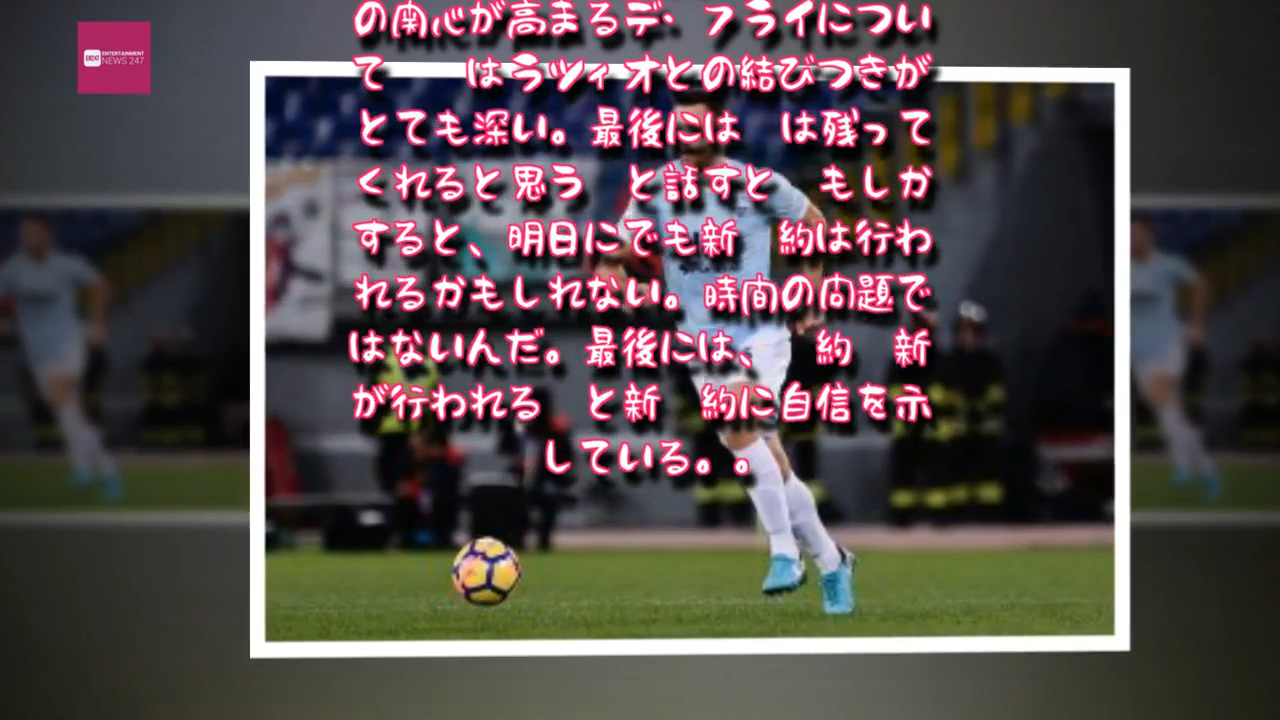 ENTERTAINMENT
NEWS 247
の関心が高まるデ・フライについ
て　　はラツィオとの結びつきが
とても深い。最後には　は残って
くれると思う　と話すと　もしか
すると、明日にでも新　約は行わ
れるかもしれない。時間の問題で
はないんだ。最後には、　約　新
が行われる　と新　約に自信を示
している。。